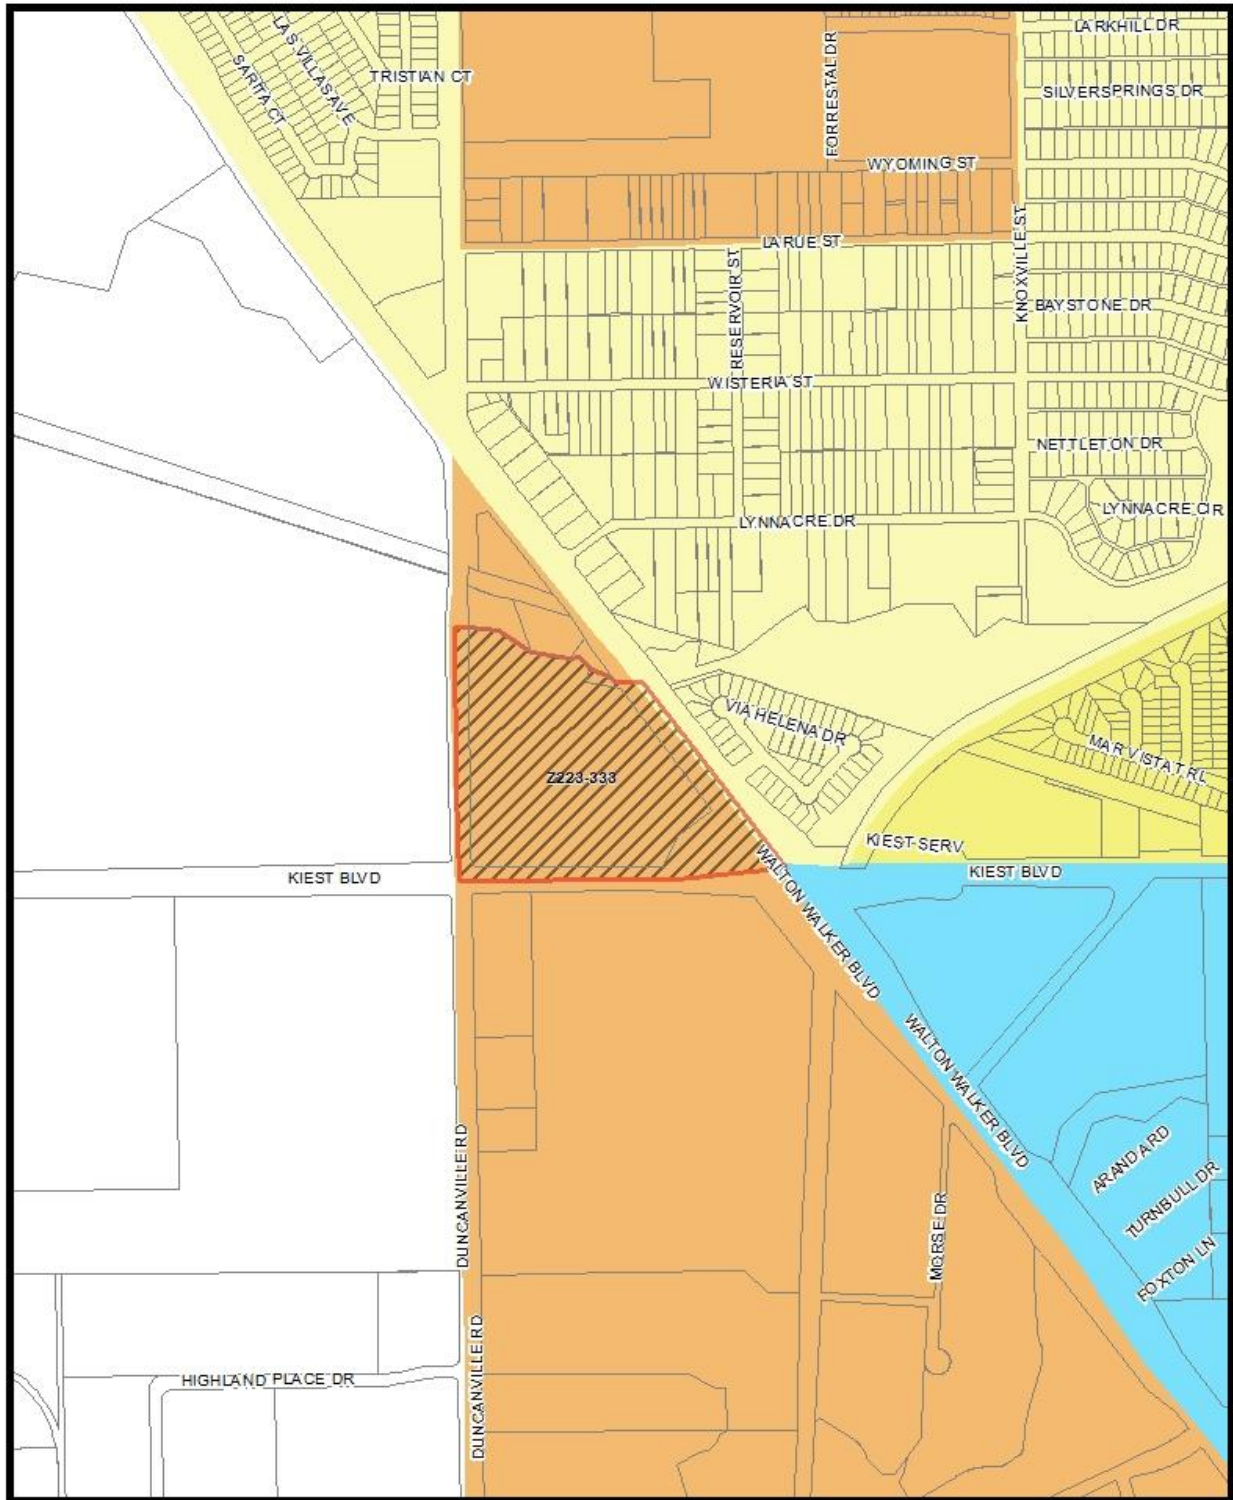 LARKHILL DR
LAS VILLAS AVE
SARITA CT
TRISTIAN CT
FORRESTAL DR
SILVERSPRINGS DR
WYOMING ST
KNOXVILLE ST
LARUE ST
RESERVOIR ST
BAYSTONE DR
WISTERIA ST
NETTLETON DR
LYNNACRE DR
LYNNACRE CIR
VIA HELENA DR
MAR VISTA TRL
Z223-333
KIEST SERV
KIEST BLVD
KIEST BLVD
WALTON WALKER BLVD
WALTON WALKER BLVD
DUNCANVILLE RD
ARANDA RD
TURNBULL DR
MORSE DR
FOXTON LN
DUNCANVILLE RD
HIGHLAND PLACE DR